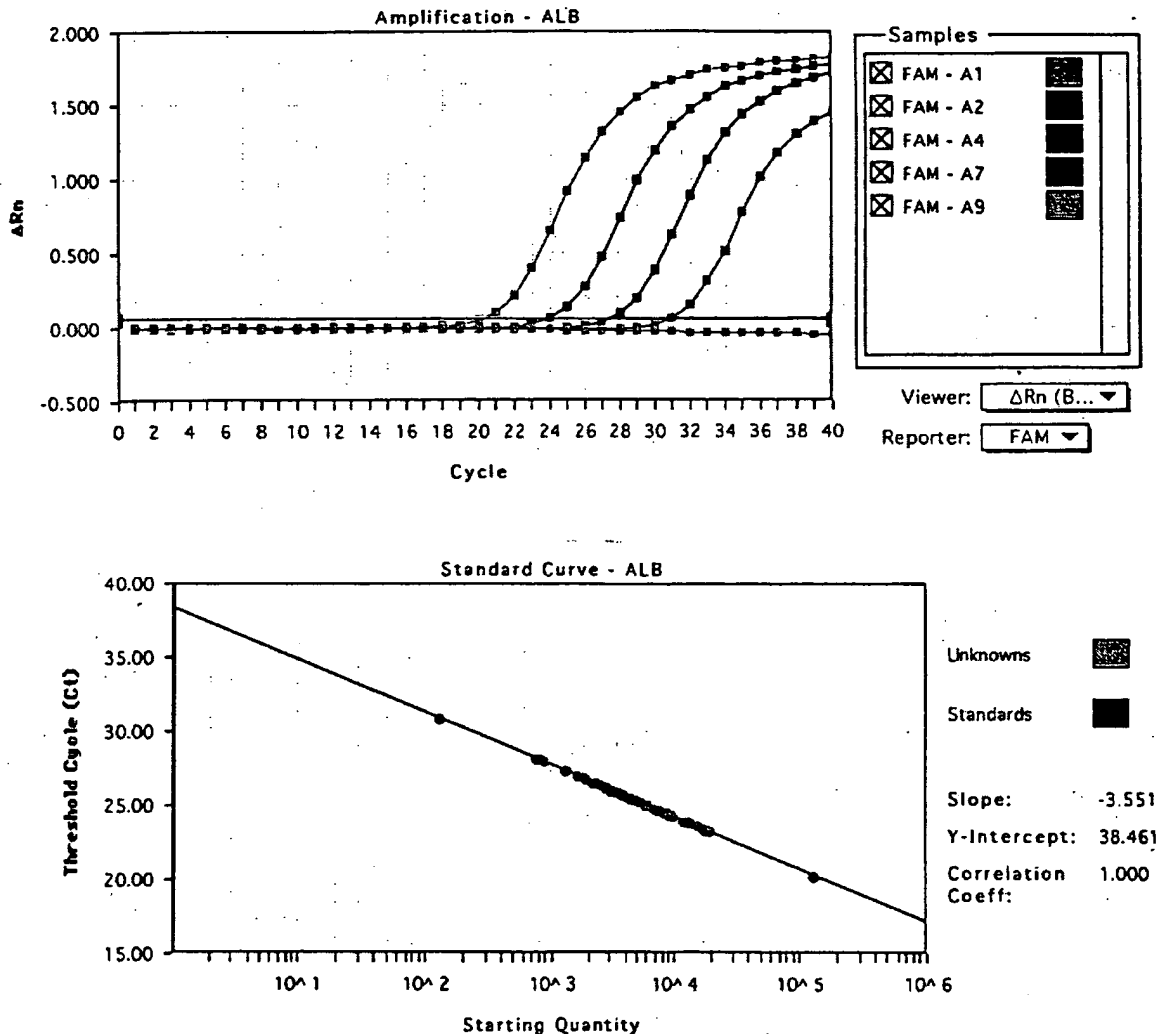 Amplification - ALB
2.000
1.500
1.000
0.500
0.000
-0.500
ΔRn
0 2 4 6 8 10 12 14 16 18 20 22 24 26 28 30 32 34 36 38 40
Cycle
Samples
FAM - A1
FAM - A2
FAM - A4
FAM - A7
FAM - A9
Viewer: ΔRn (B... ▼
Reporter: FAM ▼
Standard Curve - ALB
40.00
35.00
30.00
25.00
20.00
15.00
Threshold Cycle (Ct)
10^1 10^2 10^3 10^4 10^5 10^6
Starting Quantity
Unknowns
Standards
Slope: -3.551
Y-Intercept: 38.461
Correlation 1.000
Coeff: